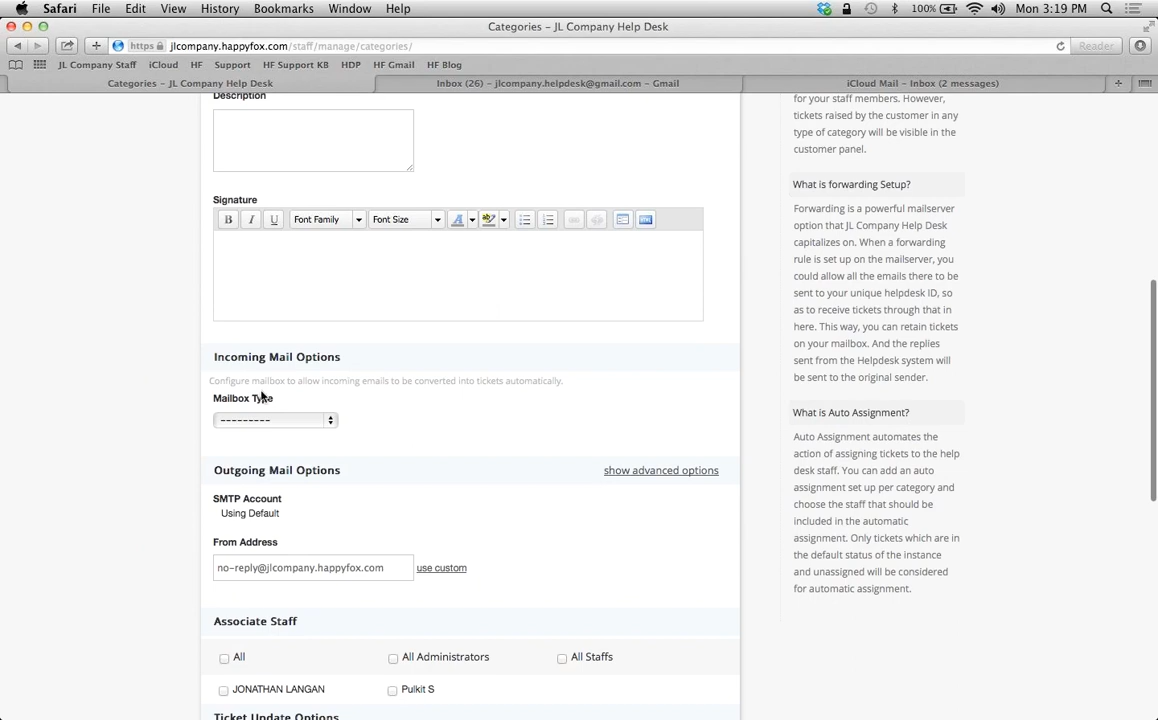 Safari File Edit View History Bookmarks Window Help 100% Mon 3:19 PM
Categories – JL Company Help Desk
https jlcompany.happyfox.com/staff/manage/categories/ Reader
JL Company Staff iCloud HF Support HF Support KB HDP HF Gmail HF Blog
Categories – JL Company Help Desk Inbox (26) – jlcompany.helpdesk@gmail.com – Gmail iCloud Mail – Inbox (2 messages)
Description
Signature
B I U Font Family Font Size A ab
Incoming Mail Options
Configure mailbox to allow incoming emails to be converted into tickets automatically.
Mailbox Type
---------
Outgoing Mail Options show advanced options
SMTP Account
Using Default
From Address
no-reply@jlcompany.happyfox.com use custom
Associate Staff
All All Administrators All Staffs
JONATHAN LANGAN Pulkit S
Ticket Update Options
for your staff members. However,
tickets raised by the customer in any
type of category will be visible in the
customer panel.
What is forwarding Setup?
Forwarding is a powerful mailserver
option that JL Company Help Desk
capitalizes on. When a forwarding
rule is set up on the mailserver, you
could allow all the emails there to be
sent to your unique helpdesk ID, so
as to receive tickets through that in
here. This way, you can retain tickets
on your mailbox. And the replies
sent from the Helpdesk system will
be sent to the original sender.
What is Auto Assignment?
Auto Assignment automates the
action of assigning tickets to the help
desk staff. You can add an auto
assignment set up per category and
choose the staff that should be
included in the automatic
assignment. Only tickets which are in
the default status of the instance
and unassigned will be considered
for automatic assignment.